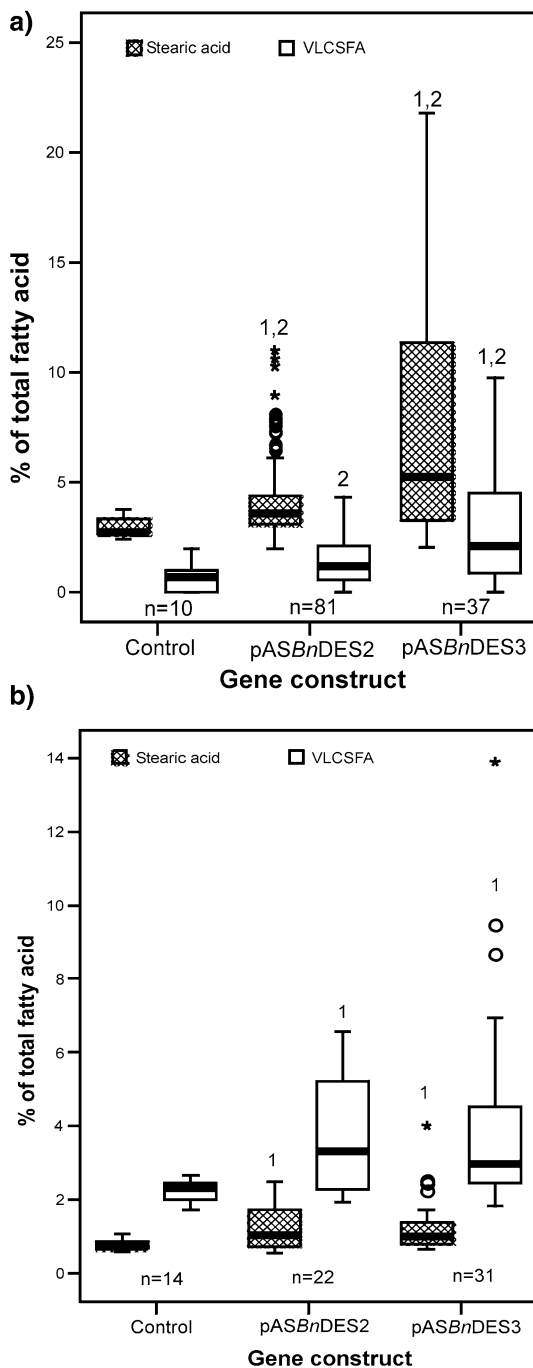 a)
25
Stearic acid VLCSFA
1,2
20
15
1,2
1,2
10
% of total fatty acid
5
2
0
n=10 n=81 n=37
Control pASBnDES2 pASBnDES3
Gene construct
b)
14
Stearic acid VLCSFA
*
12
1
10
8
1
6
% of total fatty acid
1
4
*
1
2
0
n=14 n=22 n=31
Control pASBnDES2 pASBnDES3
Gene construct